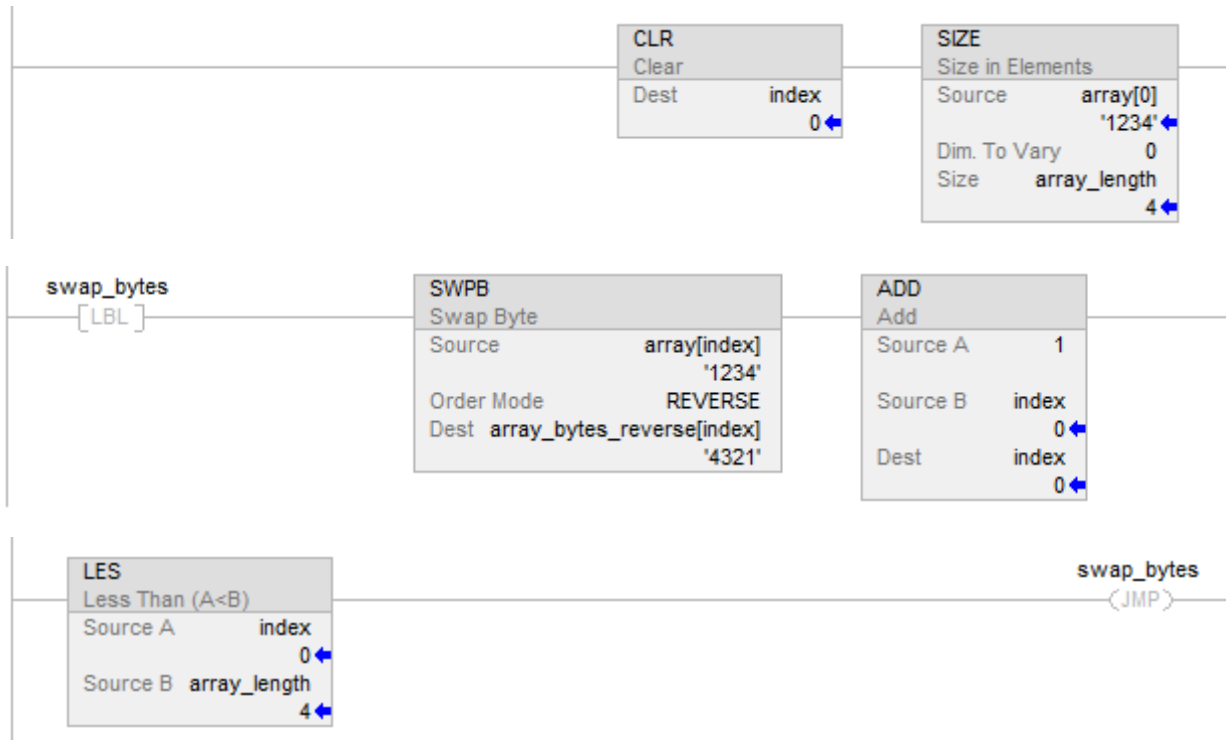 CLR
Clear
Dest index
0
SIZE
Size in Elements
Source array[0]
'1234'
Dim. To Vary 0
Size array_length
4
swap_bytes
LBL
SWPB
Swap Byte
Source array[index]
'1234'
Order Mode REVERSE
Dest array_bytes_reverse[index]
'4321'
ADD
Add
Source A 1
Source B index
0
Dest index
0
LES
Less Than (A<B)
Source A index
0
Source B array_length
4
swap_bytes
JMP